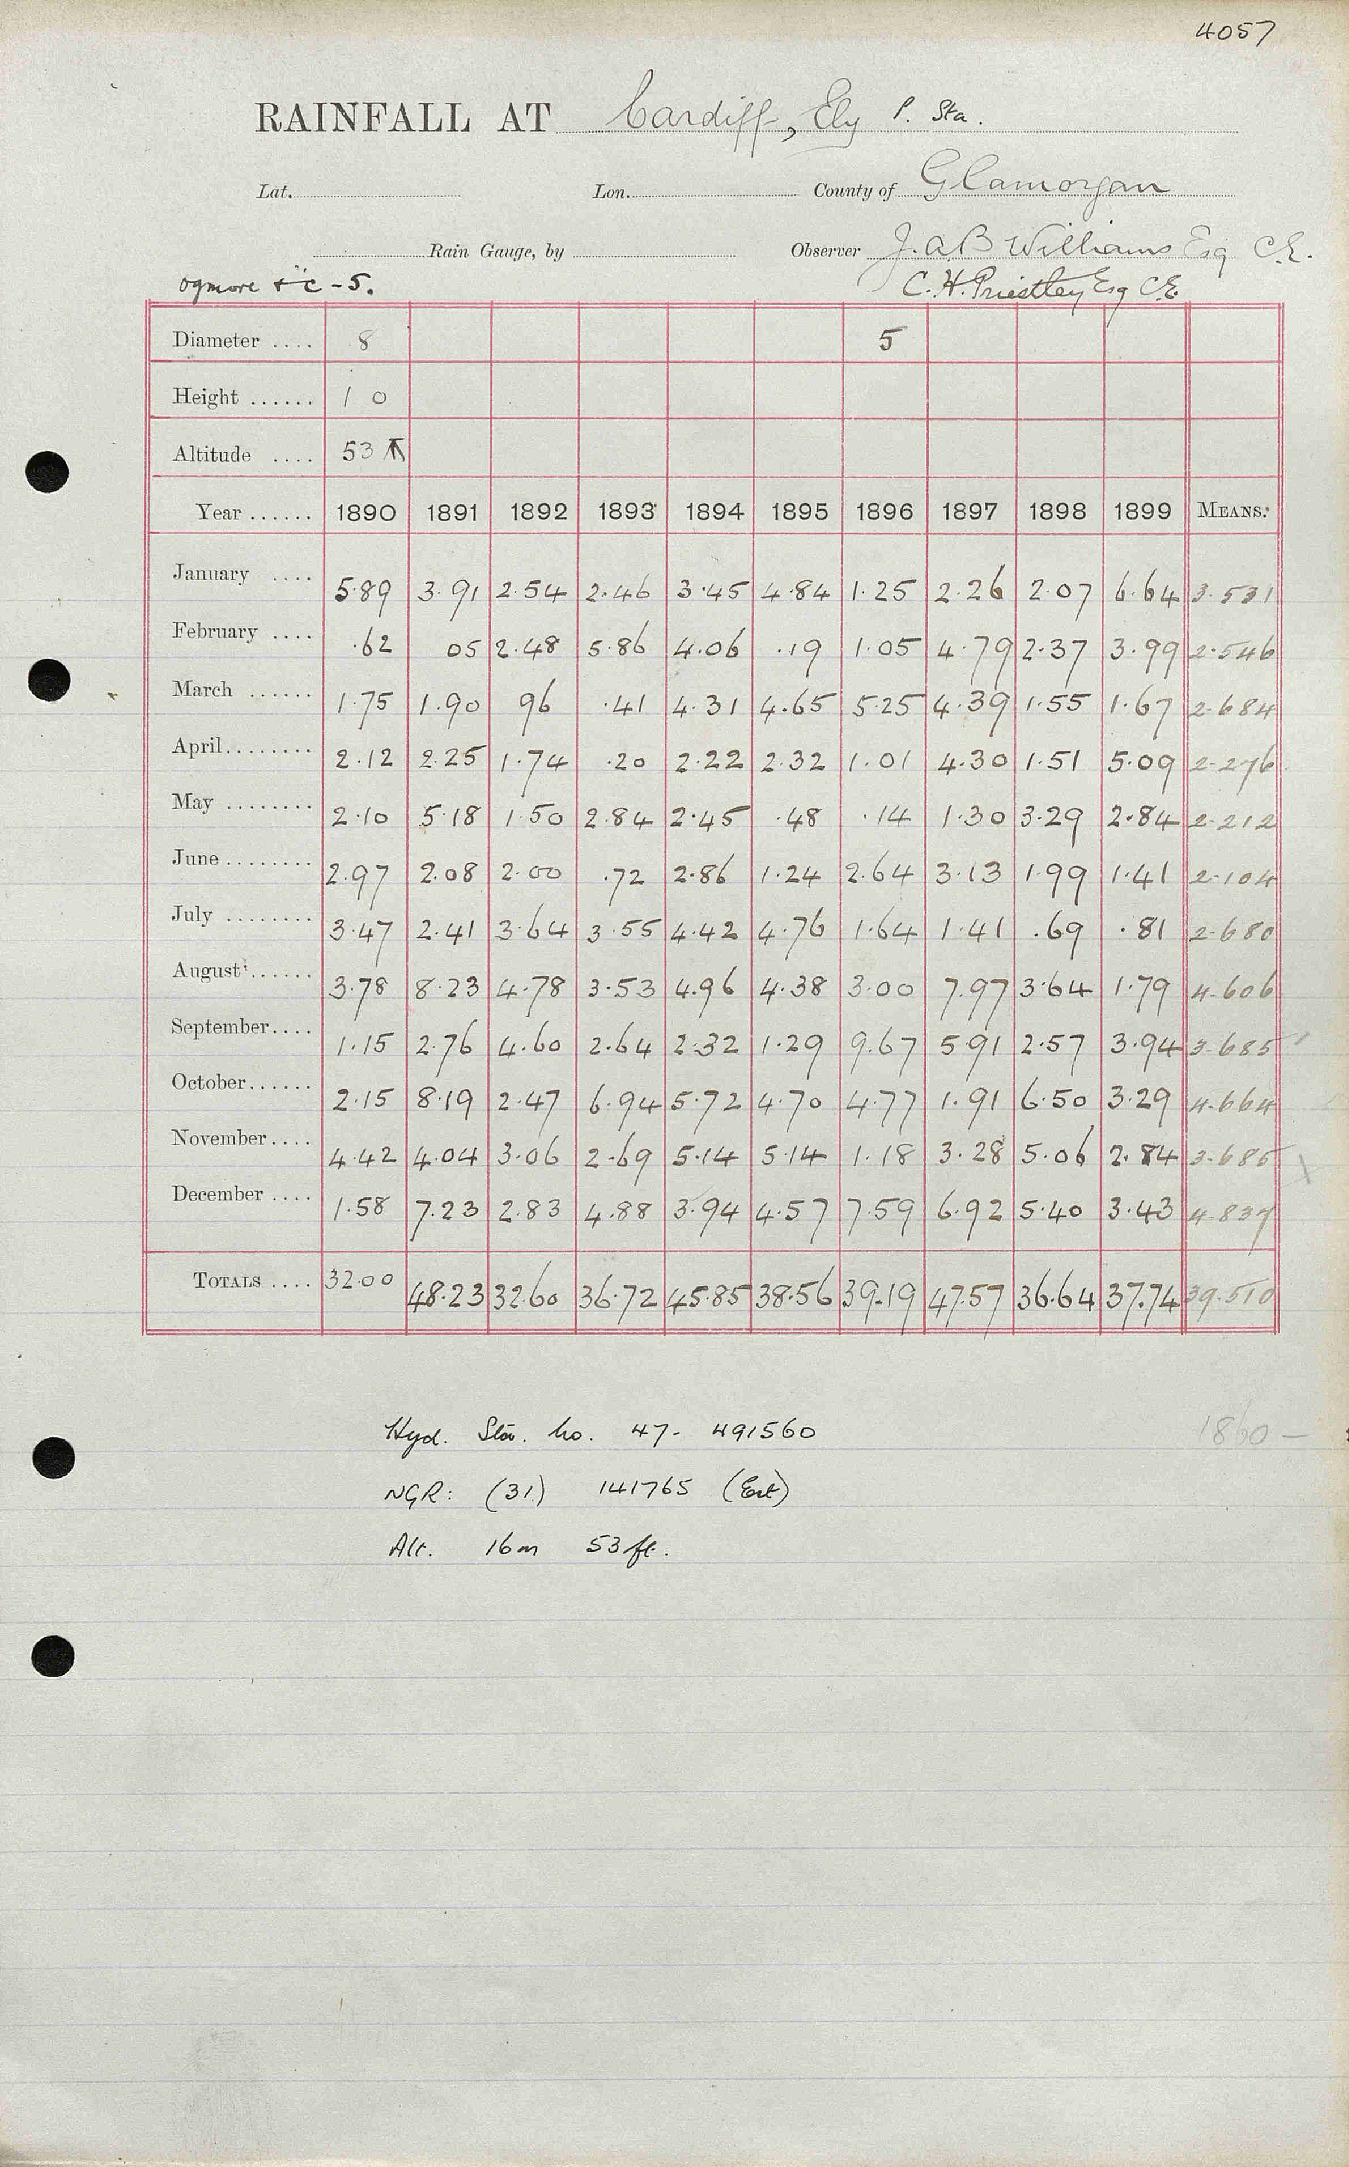 4057
RAINFALL AT Cardiff, Ely P. Sta.
Lat. Lon. County of Glamorgan
Rain Gauge, by Observer J. A. B Williams Esq C.E.
Ogmore &c - 5. C. H. Priestley Esq CE
Diameter .... 8 5
Height ...... 1 0
Altitude .... 53
Year ...... 1890 1891 1892 1893 1894 1895 1896 1897 1898 1899 MEANS.
January .... 5.89 3.91 2.54 2.46 3.45 4.84 1.25 2.26 2.07 6.64 3.531
February .... .62 05 2.48 5.86 4.06 .19 1.05 4.79 2.37 3.99 2.546
March ...... 1.75 1.90 96 .41 4.31 4.65 5.25 4.39 1.55 1.67 2.684
April ........ 2.12 2.25 1.74 .20 2.22 2.32 1.01 4.30 1.51 5.09 2.276
May ........ 2.10 5.18 1.50 2.84 2.45 .48 .14 1.30 3.29 2.84 2.212
June ........ 2.97 2.08 2.00 .72 2.86 1.24 2.64 3.13 1.99 1.41 2.104
July ........ 3.47 2.41 3.64 3.55 4.42 4.76 1.64 1.41 .69 .81 2.680
August ...... 3.78 8.23 4.78 3.53 4.96 4.38 3.00 7.97 3.64 1.79 4.606
September .... 1.15 2.76 4.60 2.64 2.32 1.29 9.67 5.91 2.57 3.94 3.685
October ...... 2.15 8.19 2.47 6.94 5.72 4.70 4.77 1.91 6.50 3.29 4.664
November .... 4.42 4.04 3.06 2.69 5.14 5.14 1.18 3.28 5.06 2.84 3.685
December .... 1.58 7.23 2.83 4.88 3.94 4.57 7.59 6.92 5.40 3.43 4.837
TOTALS .... 32.00 48.23 32.60 36.72 45.85 38.56 39.19 47.57 36.64 37.74 39.510
Hyd. Sta. No. 47- 491560 1860 -
NGR: (31) 141765 (Est)
Alt. 16m 53ft.